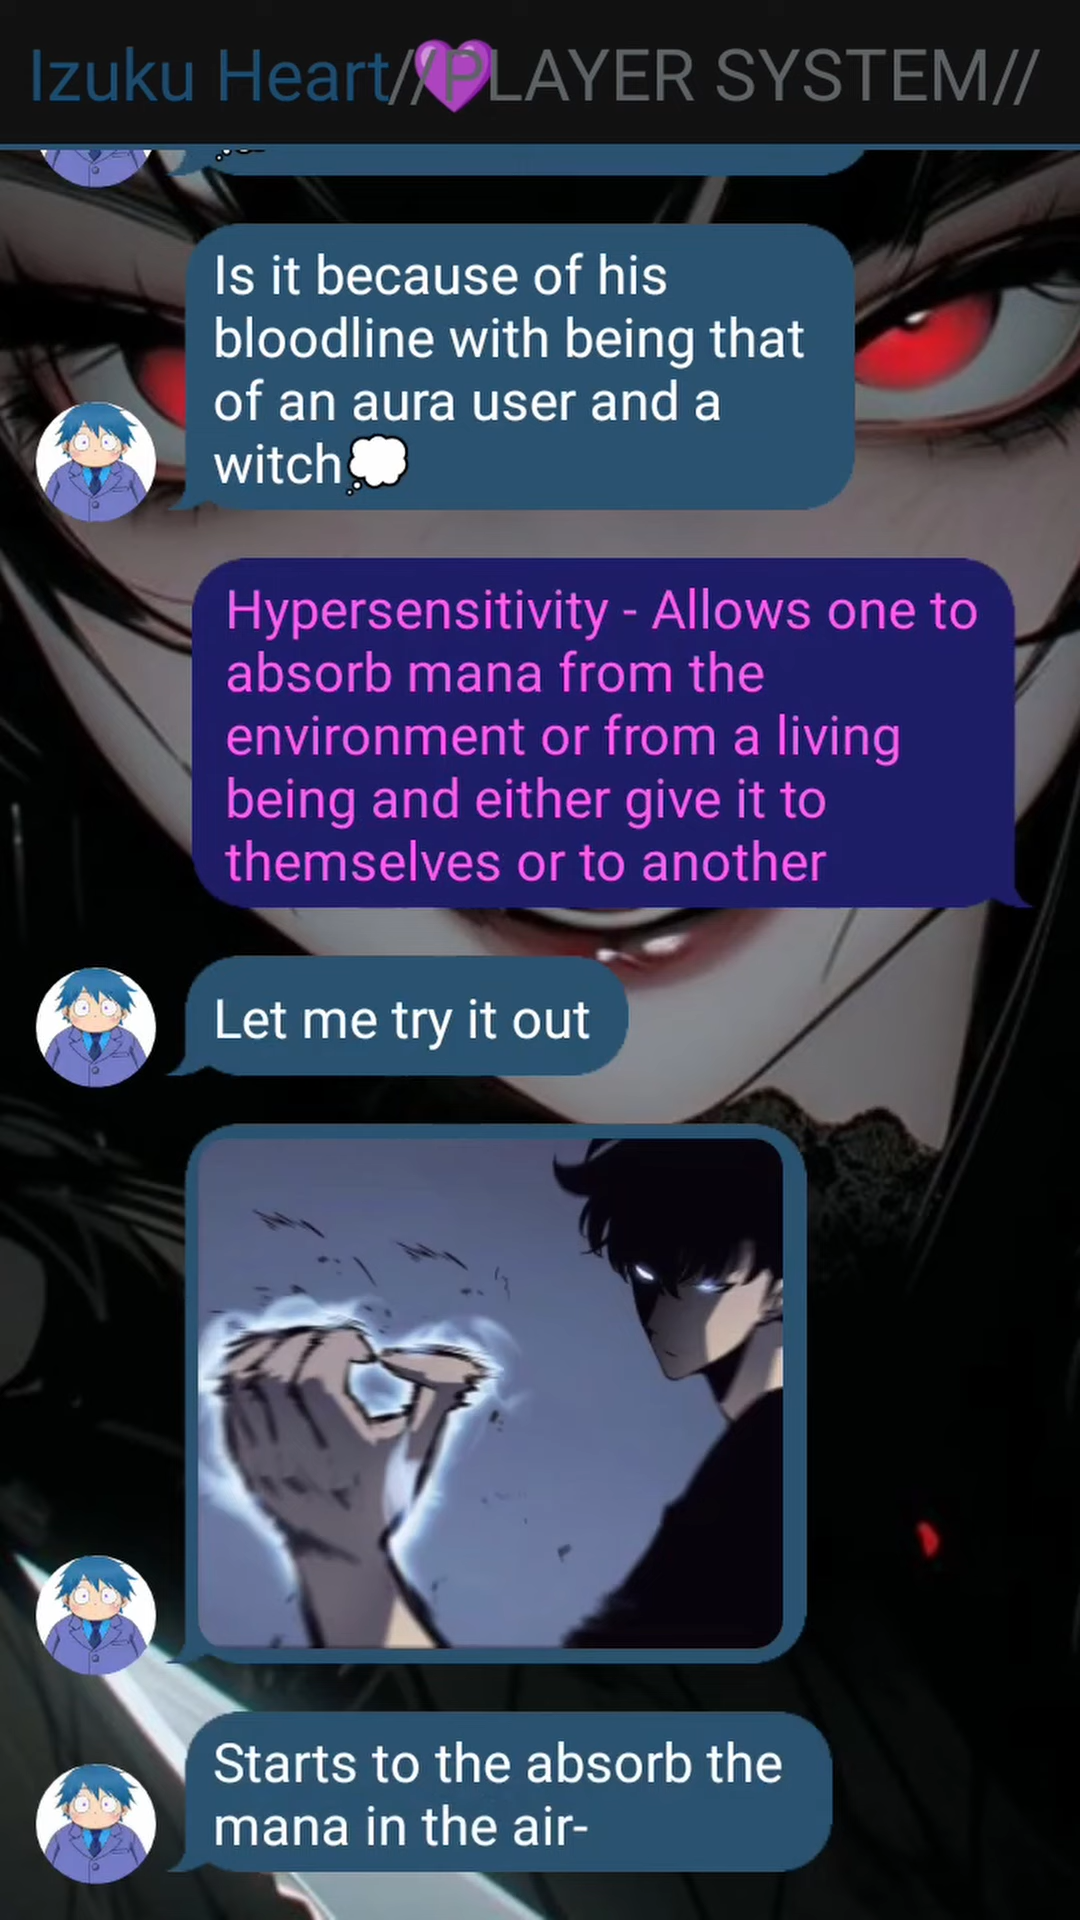 Izuku Heart//💜PLAYER SYSTEM//
Is it because of his
bloodline with being that
of an aura user and a
witch💭
Hypersensitivity - Allows one to
absorb mana from the
environment or from a living
being and either give it to
themselves or to another
Let me try it out
Starts to the absorb the
mana in the air-